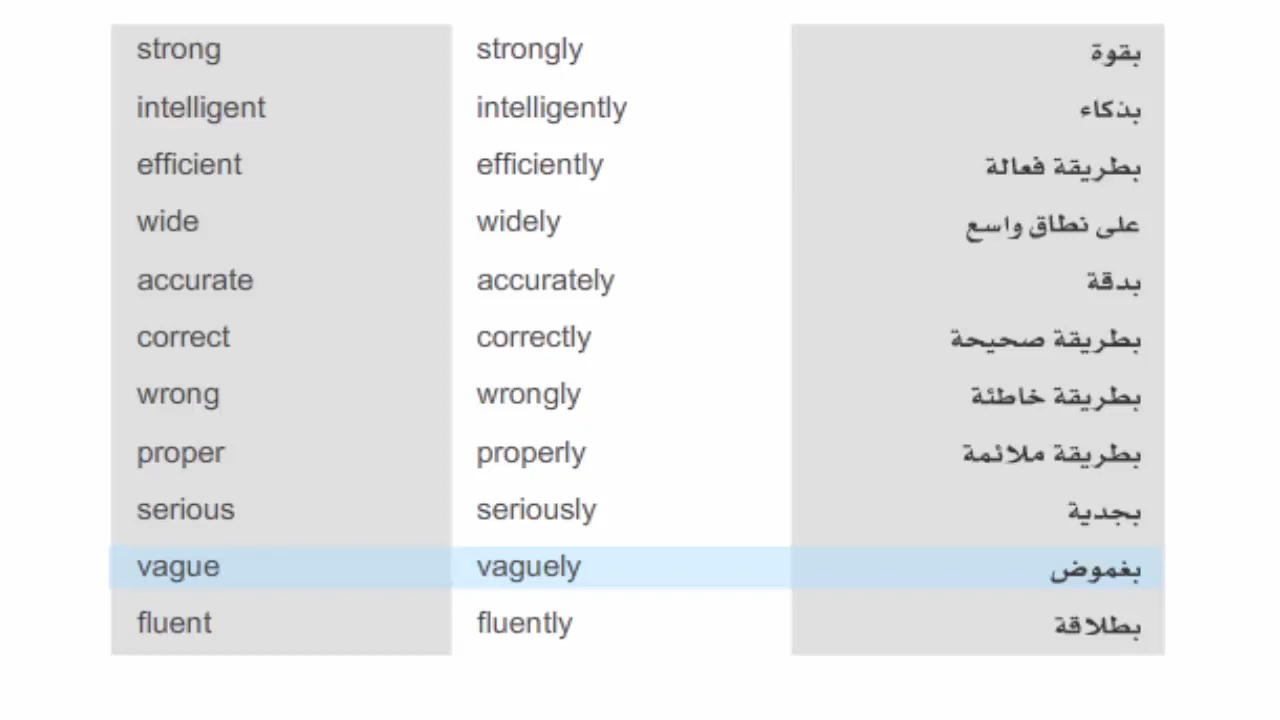 strong strongly بقوة
intelligent intelligently بذكاء
efficient efficiently بطريقة فعالة
wide widely على نطاق واسع
accurate accurately بدقة
correct correctly بطريقة صحيحة
wrong wrongly بطريقة خاطئة
proper properly بطريقة ملائمة
serious seriously بجدية
vague vaguely بغموض
fluent fluently بطلاقة